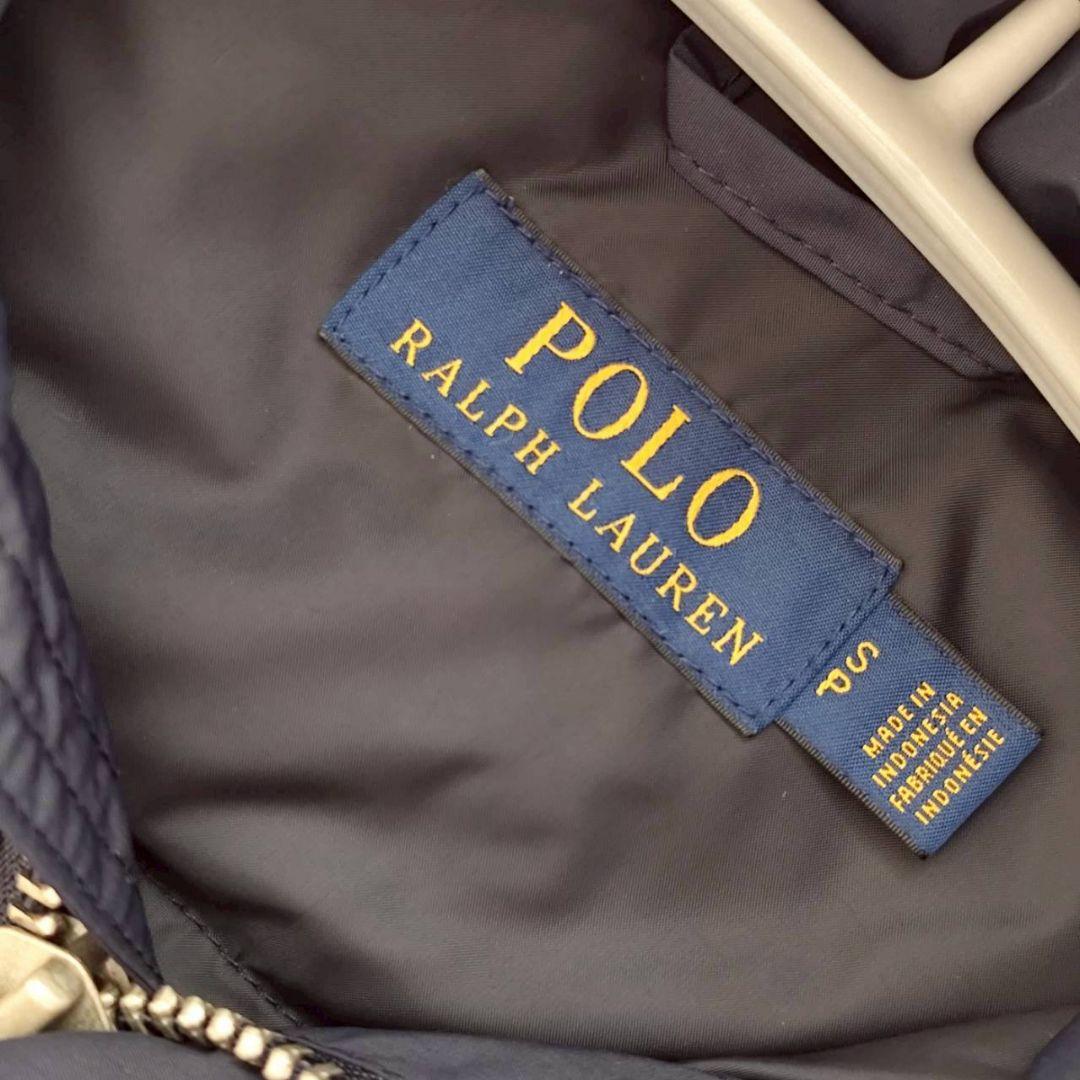 POLO
RALPH LAUREN
S P
MADE IN
INDONESIA
FABRIQUÉ EN
INDONÉSIE